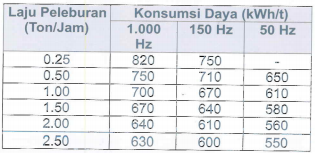 Laju Peleburan (Ton/Jam) Konsumsi Daya (kWh/t)
1.000 Hz 150 Hz 50 Hz
0.25 820 750 -
0.50 750 710 650
1.00 700 670 610
1.50 670 640 580
2.00 640 610 560
2.50 630 600 550